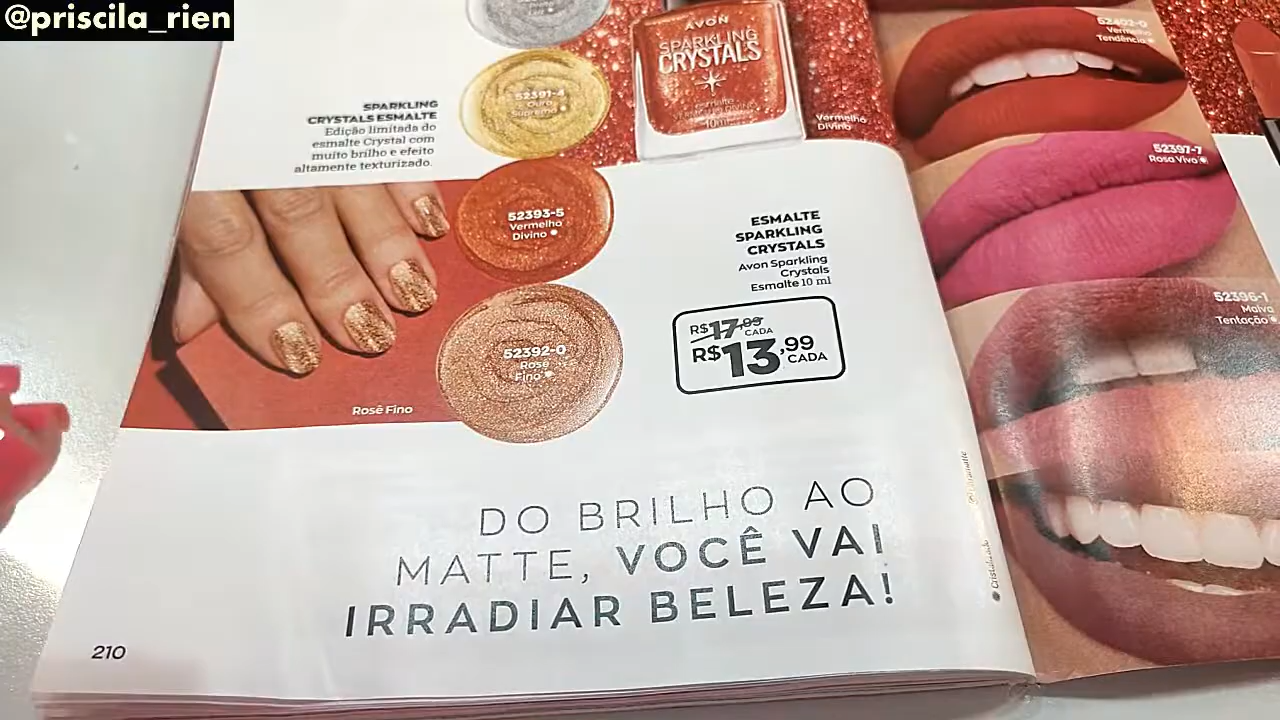 @priscila_rien
SPARKLING
CRYSTALS ESMALTE
Edição limitada do
esmalte Crystal com
muito brilho e efeito
altamente texturizado.
52391-4
Ouro
Supremo
AVON
SPARKLING
CRYSTALS
esmalte
10ml
Vermelho
Divino
52393-5
Vermelho
Divino
52392-0
Rosê
Fino
Rosê Fino
ESMALTE
SPARKLING
CRYSTALS
Avon Sparkling
Crystals
Esmalte 10 ml
R$17,99
CADA
R$13,99
CADA
DO BRILHO AO
MATTE, VOCÊ VAI
IRRADIAR BELEZA!
210
52402-0
Vermelho
Tendência
52397-7
Rosa Vivo
52396-1
Malva
Tentação
Cristalizado